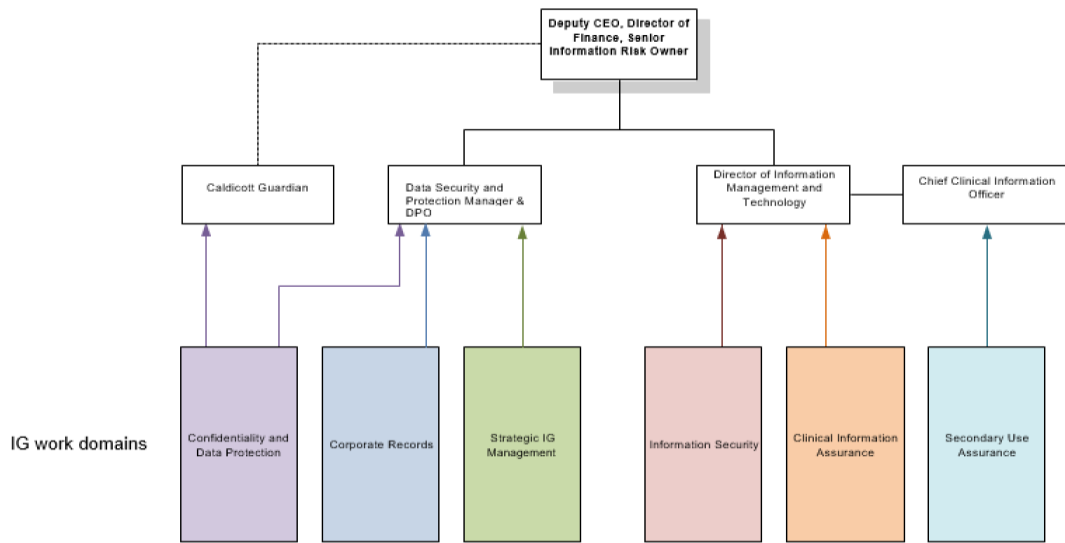 Deputy CEO, Director of
Finance, Senior
Information Risk Owner
Caldicott Guardian
Data Security and
Protection Manager &
DPO
Director of Information
Management and
Technology
Chief Clinical Information
Officer
IG work domains
Confidentiality and
Data Protection
Corporate Records
Strategic IG
Management
Information Security
Clinical Information
Assurance
Secondary Use
Assurance